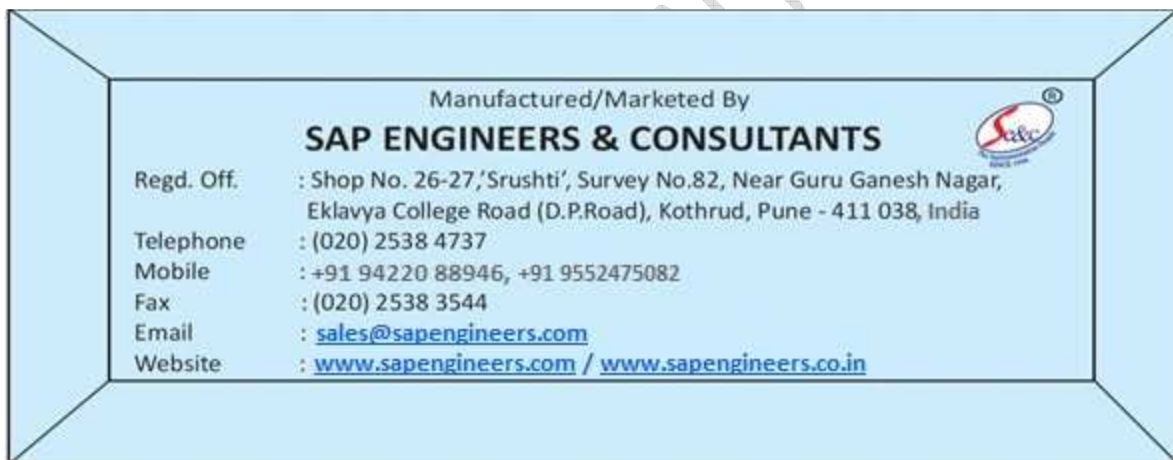 Manufactured/Marketed By
®
SAP ENGINEERS & CONSULTANTS
Sae&c
Regd. Off. : Shop No. 26-27,'Srushti', Survey No.82, Near Guru Ganesh Nagar,
Eklavya College Road (D.P.Road), Kothrud, Pune - 411 038, India
Telephone : (020) 2538 4737
Mobile : +91 94220 88946, +91 9552475082
Fax : (020) 2538 3544
Email : sales@sapengineers.com
Website : www.sapengineers.com / www.sapengineers.co.in